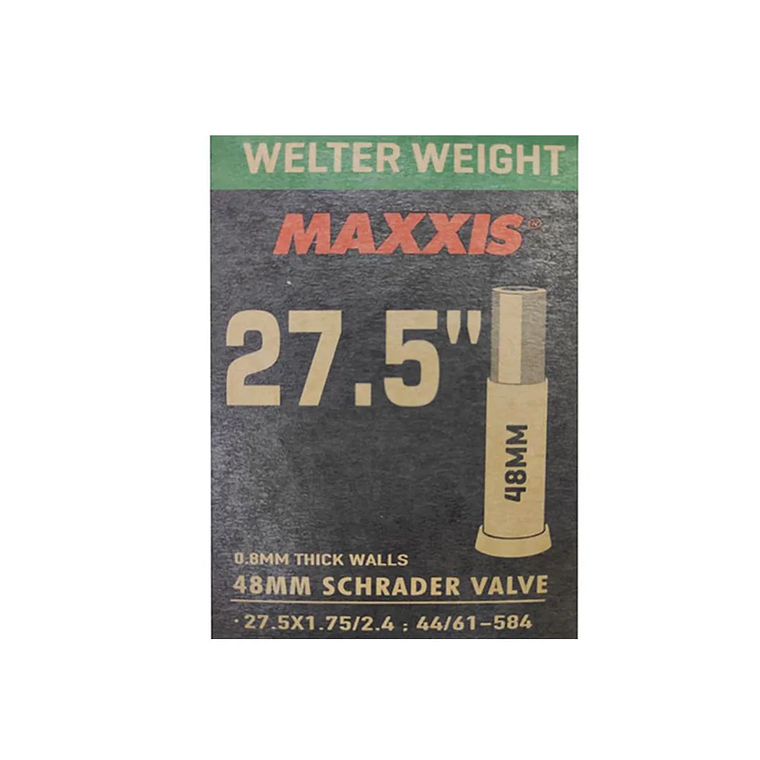 WELTER WEIGHT
MAXXIS®
27.5"
48MM
0.8MM THICK WALLS
48MM SCHRADER VALVE
·27.5X1.75/2.4 : 44/61-584